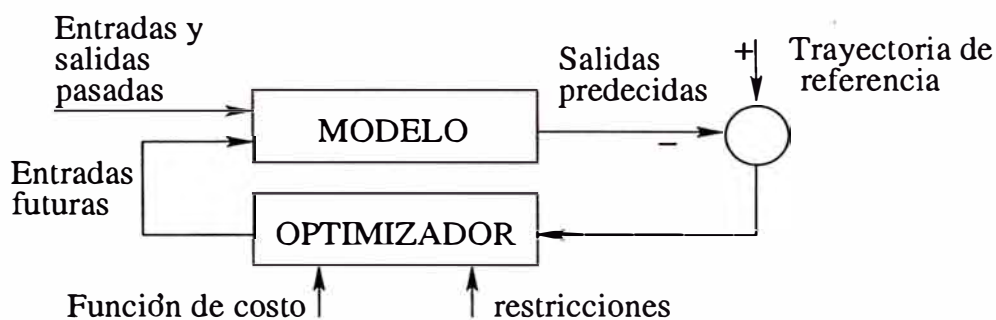 Entradas y
salidas
pasadas
Salidas
predecidas
+
Trayectoria de
referencia
MODELO
−
Entradas
futuras
OPTIMIZADOR
Función de costo
restricciones